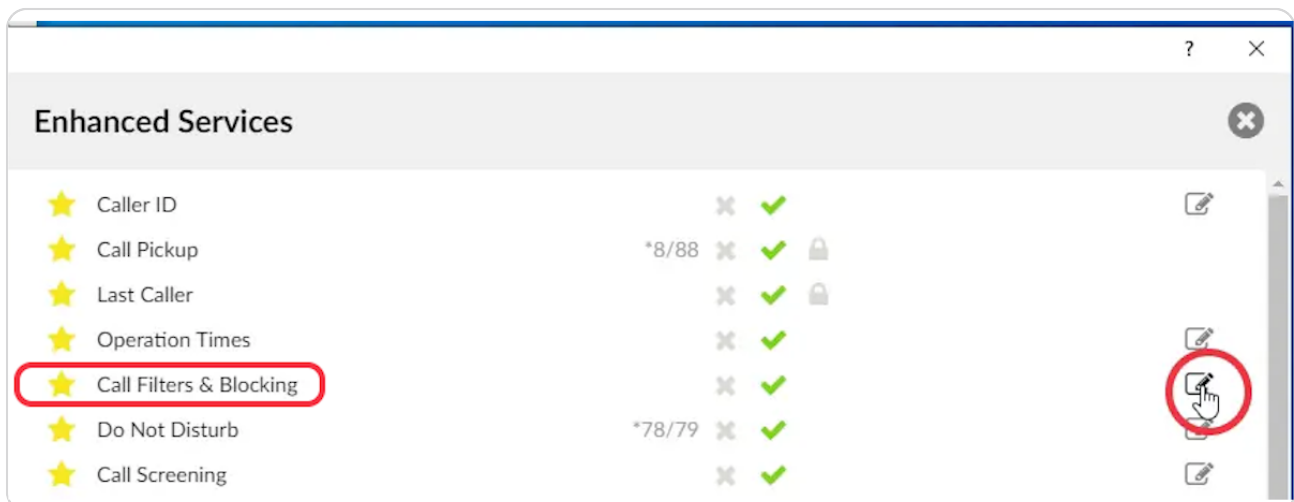 ?
Enhanced Services
Caller ID
Call Pickup *8/88
Last Caller
Operation Times
Call Filters & Blocking
Do Not Disturb *78/79
Call Screening